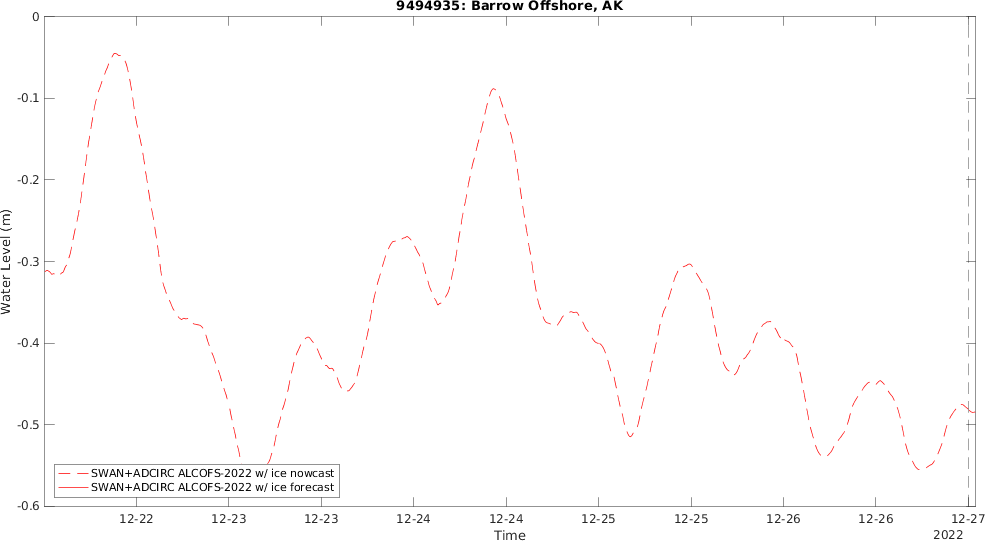 9494935: Barrow Offshore, AK
0
-0.1
-0.2
-0.3
-0.4
-0.5
-0.6
Water Level (m)
SWAN+ADCIRC ALCOFS-2022 w/ ice nowcast
SWAN+ADCIRC ALCOFS-2022 w/ ice forecast
12-22 12-23 12-23 12-24 12-24 12-25 12-25 12-26 12-26 12-27
Time
2022